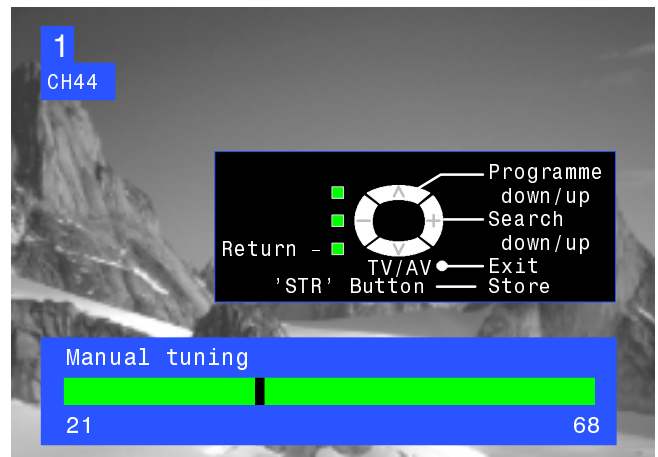 1
CH44
Programme
down/up
Search
down/up
Return –
TV/AV Exit
'STR' Button Store
Manual tuning
21 68